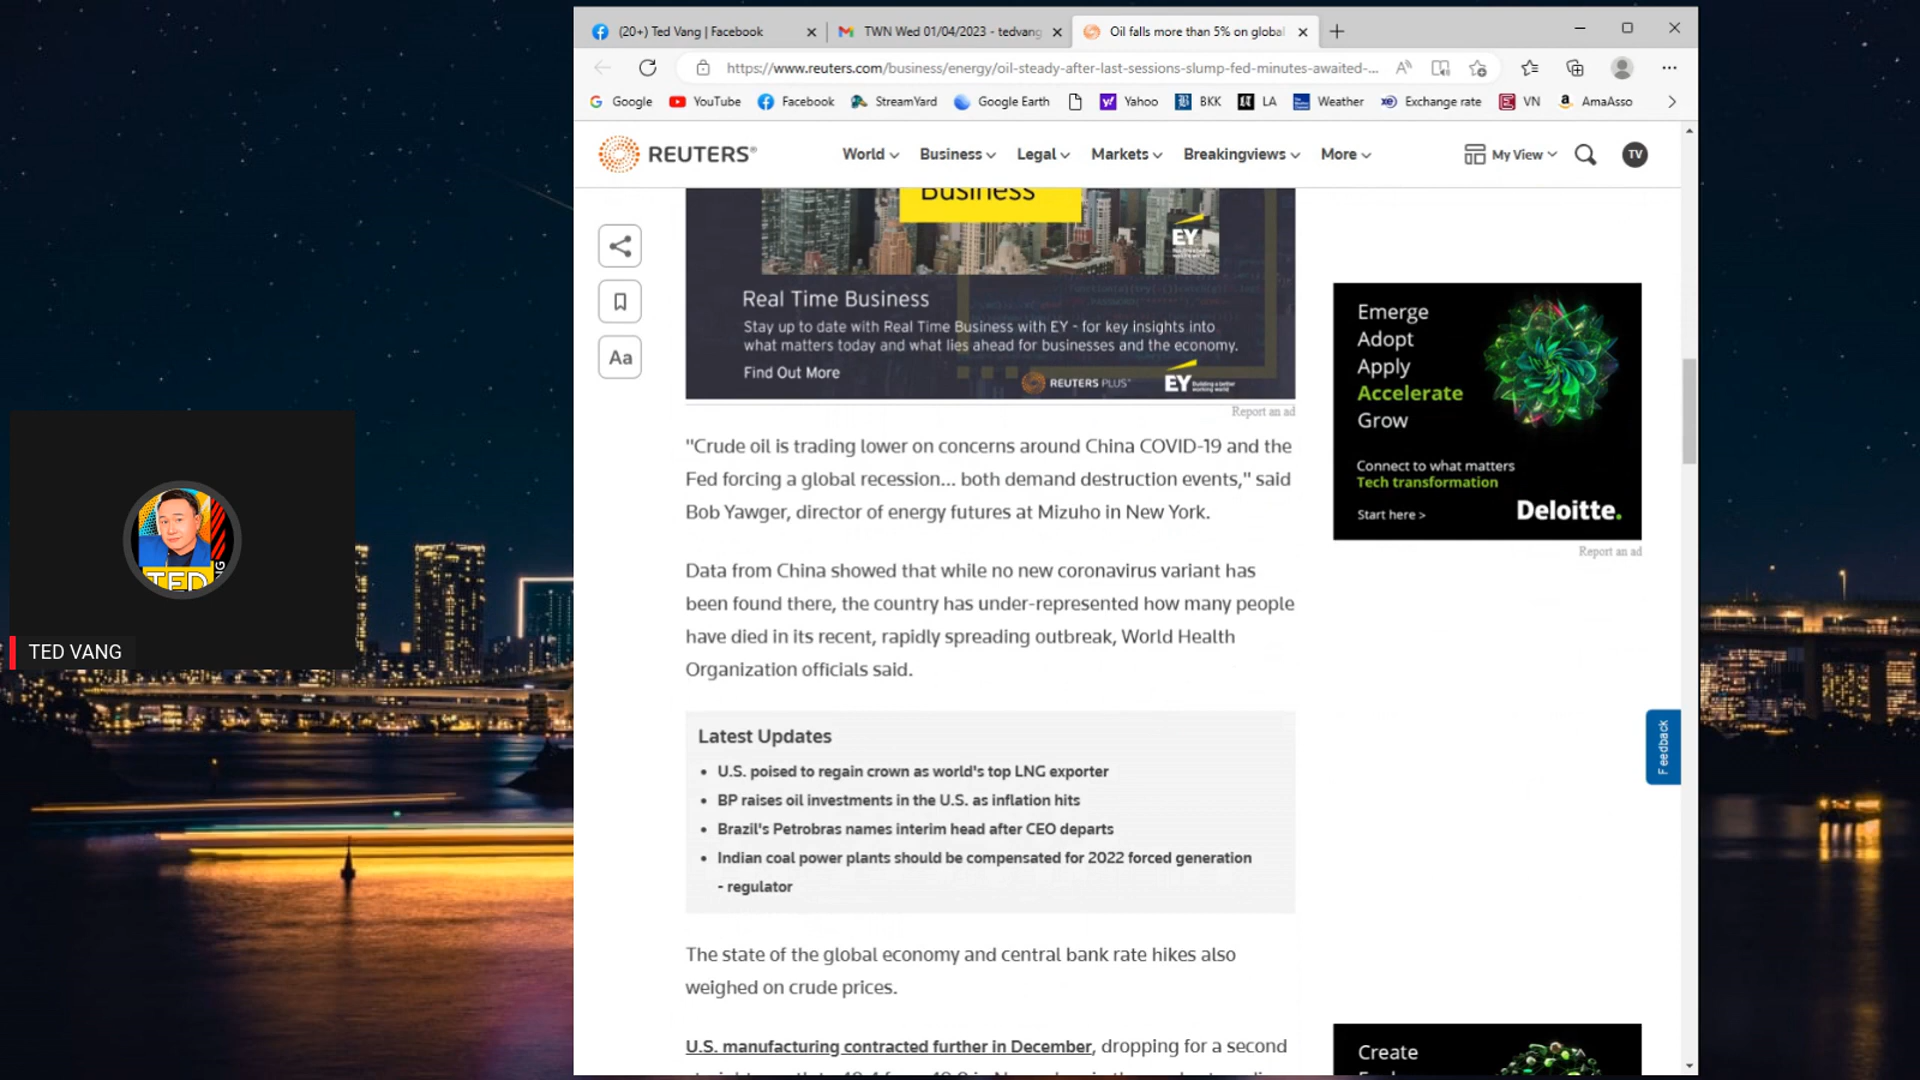 (20+) Ted Vang | Facebook
TWN Wed 01/04/2023 - tedvang
Oil falls more than 5% on global
https://www.reuters.com/business/energy/oil-steady-after-last-sessions-slump-fed-minutes-awaited-...
Google YouTube Facebook StreamYard Google Earth Yahoo BKK LA Weather Exchange rate VN AmaAsso
REUTERS®
World Business Legal Markets Breakingviews More My View TV
Business
EY
Real Time Business
Stay up to date with Real Time Business with EY - for key insights into
what matters today and what lies ahead for businesses and the economy.
Find Out More
REUTERS PLUS
EY Building a better
working world
Report an ad
Aa
"Crude oil is trading lower on concerns around China COVID-19 and the
Fed forcing a global recession... both demand destruction events," said
Bob Yawger, director of energy futures at Mizuho in New York.
Data from China showed that while no new coronavirus variant has
been found there, the country has under-represented how many people
have died in its recent, rapidly spreading outbreak, World Health
Organization officials said.
Latest Updates
• U.S. poised to regain crown as world's top LNG exporter
• BP raises oil investments in the U.S. as inflation hits
• Brazil's Petrobras names interim head after CEO departs
• Indian coal power plants should be compensated for 2022 forced generation
- regulator
The state of the global economy and central bank rate hikes also
weighed on crude prices.
U.S. manufacturing contracted further in December, dropping for a second
Emerge
Adopt
Apply
Accelerate
Grow
Connect to what matters
Tech transformation
Start here >
Deloitte.
Report an ad
Feedback
Create
TED
NG
TED VANG